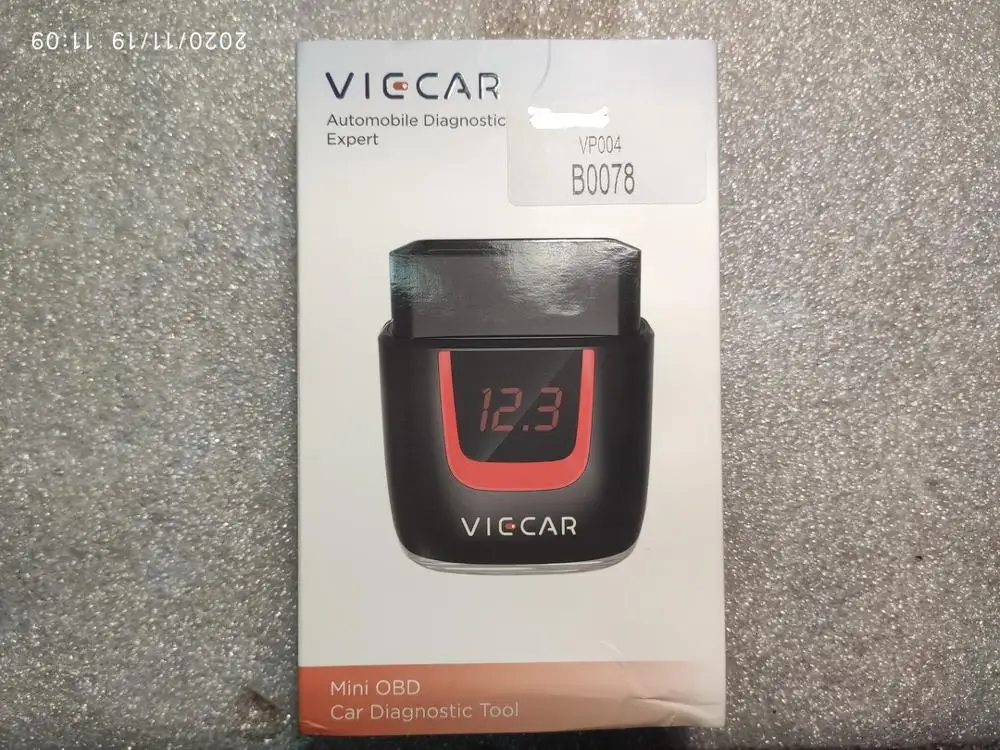 2020/11/19 11:09
VIECAR
Automobile Diagnostic
Expert
VP004
B0078
12.3
VIECAR
Mini OBD
Car Diagnostic Tool